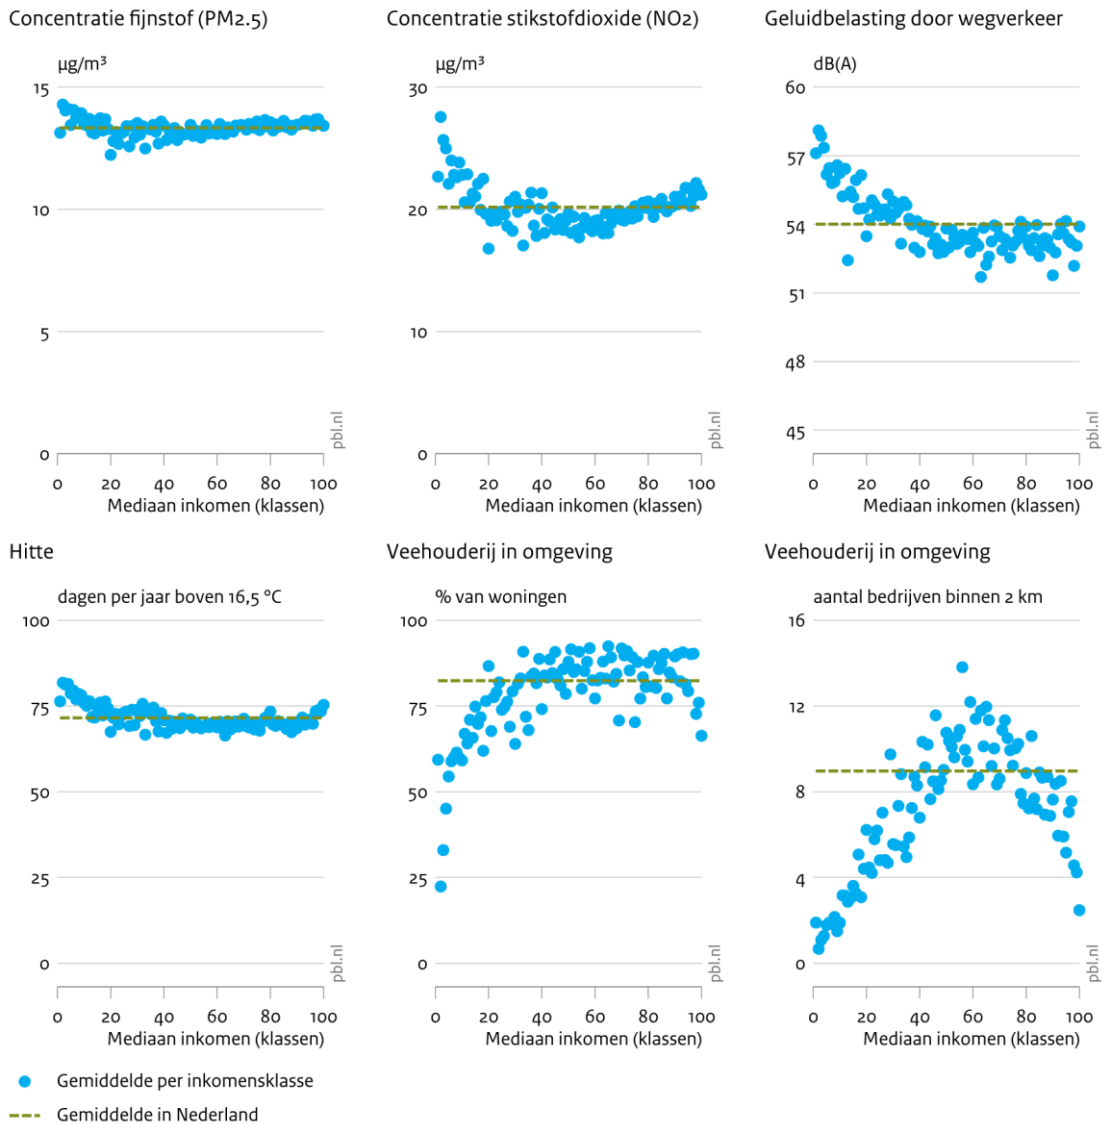 Concentratie fijnstof (PM2.5)
µg/m³
15
10
5
0
0 20 40 60 80 100
Mediaan inkomen (klassen)
pbl.nl
Concentratie stikstofdioxide (NO2)
µg/m³
30
20
10
0
0 20 40 60 80 100
Mediaan inkomen (klassen)
pbl.nl
Geluidbelasting door wegverkeer
dB(A)
60
57
54
51
48
45
0 20 40 60 80 100
Mediaan inkomen (klassen)
pbl.nl
Hitte
dagen per jaar boven 16,5 °C
100
75
50
25
0
0 20 40 60 80 100
Mediaan inkomen (klassen)
pbl.nl
Veehouderij in omgeving
% van woningen
100
75
50
25
0
0 20 40 60 80 100
Mediaan inkomen (klassen)
pbl.nl
Veehouderij in omgeving
aantal bedrijven binnen 2 km
16
12
8
4
0
0 20 40 60 80 100
Mediaan inkomen (klassen)
pbl.nl
Gemiddelde per inkomensklasse
Gemiddelde in Nederland